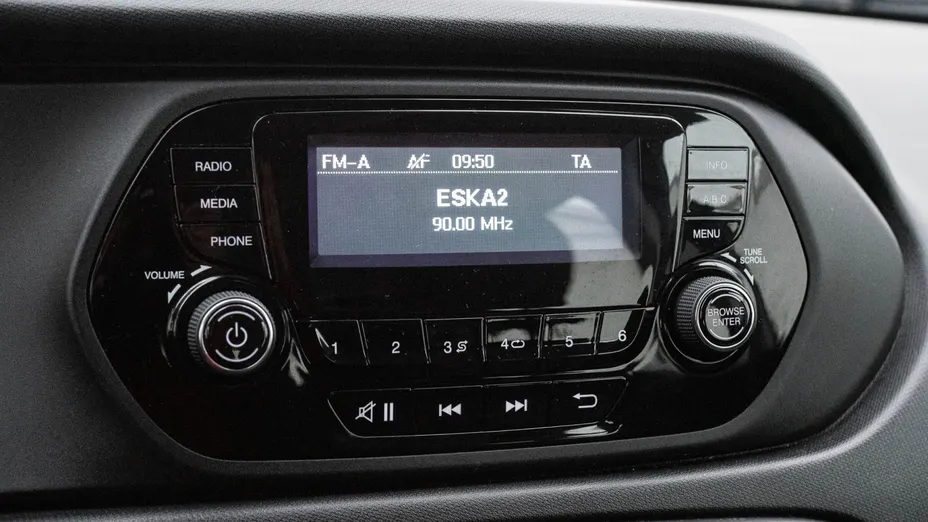 FM-A AF 09:50 TA
ESKA2
90.00 MHz
RADIO
MEDIA
PHONE
VOLUME
INFO
A-B-C
MENU
TUNE
SCROLL
BROWSE
ENTER
1 2 3 4 5 6